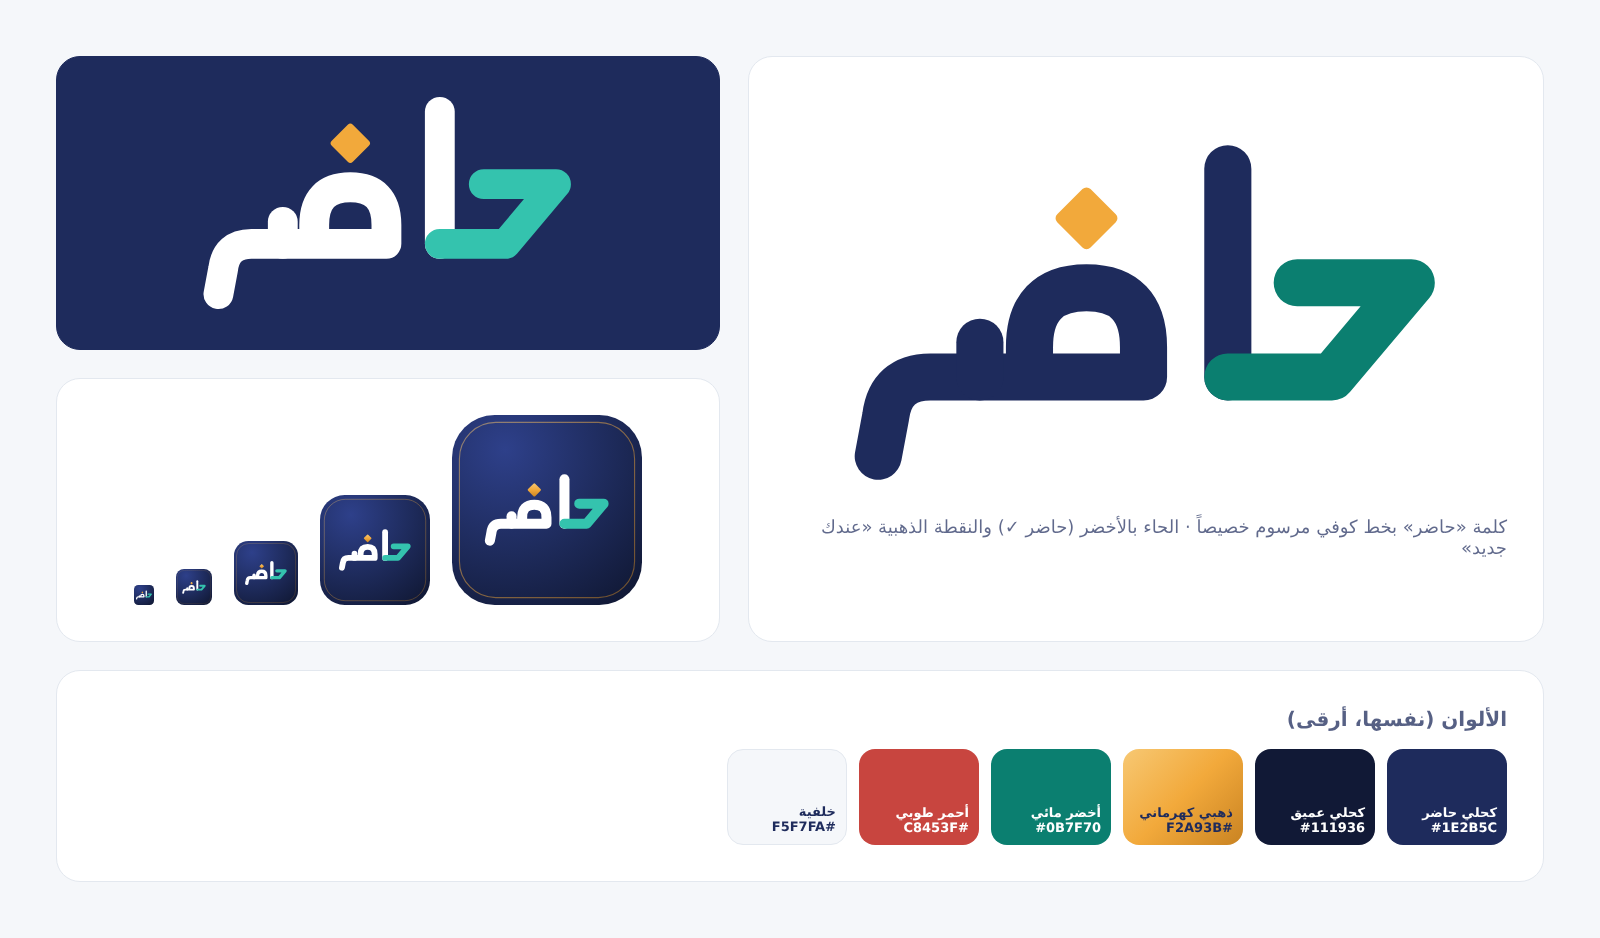 حاضر
حاضر
حاضر
حاضر
حاضر
حاضر
حاضر
كلمة «حاضر» بخط كوفي مرسوم خصيصاً · الحاء بالأخضر (حاضر ✓) والنقطة الذهبية «عندك
جديد»
الألوان (نفسها، أرقى)
كحلي حاضر
#1E2B5C
كحلي عميق
#111936
ذهبي كهرماني
F2A93B#
أخضر مائي
#0B7F70
أحمر طوبي
C8453F#
خلفية
F5F7FA#